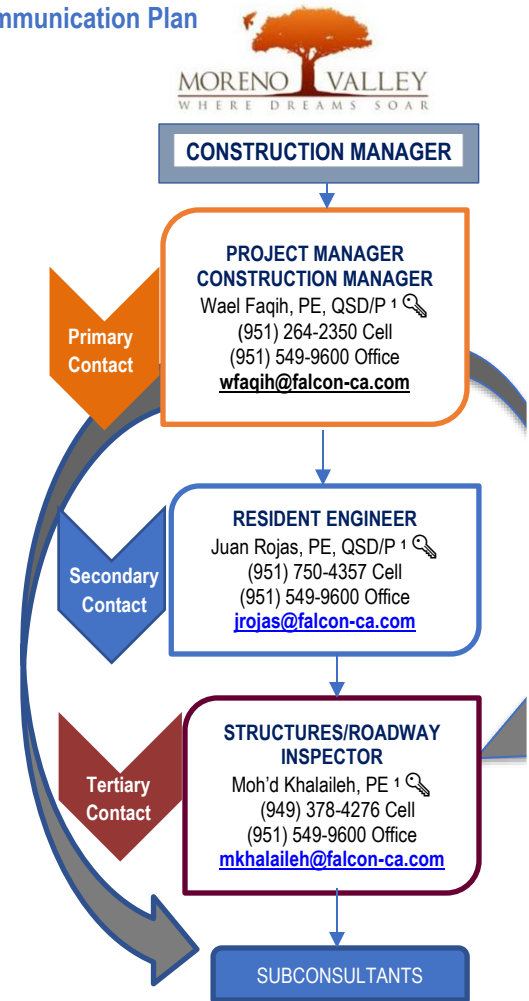 mmunication Plan
MORENO VALLEY
WHERE DREAMS SOAR
CONSTRUCTION MANAGER
PROJECT MANAGER
CONSTRUCTION MANAGER
Wael Faqih, PE, QSD/P ¹
(951) 264-2350 Cell
(951) 549-9600 Office
wfaqih@falcon-ca.com
Primary
Contact
RESIDENT ENGINEER
Juan Rojas, PE, QSD/P ¹
(951) 750-4357 Cell
(951) 549-9600 Office
jrojas@falcon-ca.com
Secondary
Contact
STRUCTURES/ROADWAY
INSPECTOR
Moh'd Khalaileh, PE ¹
(949) 378-4276 Cell
(951) 549-9600 Office
mkhalaileh@falcon-ca.com
Tertiary
Contact
SUBCONSULTANTS